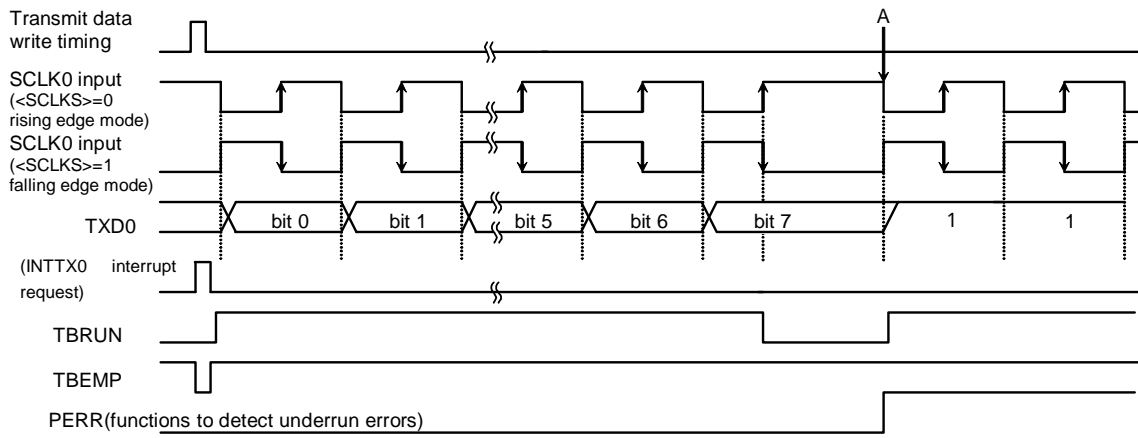 Transmit data
write timing
A
SCLK0 input
(<SCLKS>=0
rising edge mode)
SCLK0 input
(<SCLKS>=1
falling edge mode)
TXD0
bit 0 bit 1 bit 5 bit 6 bit 7 1 1
(INTTX0 interrupt
request)
TBRUN
TBEMP
PERR(functions to detect underrun errors)